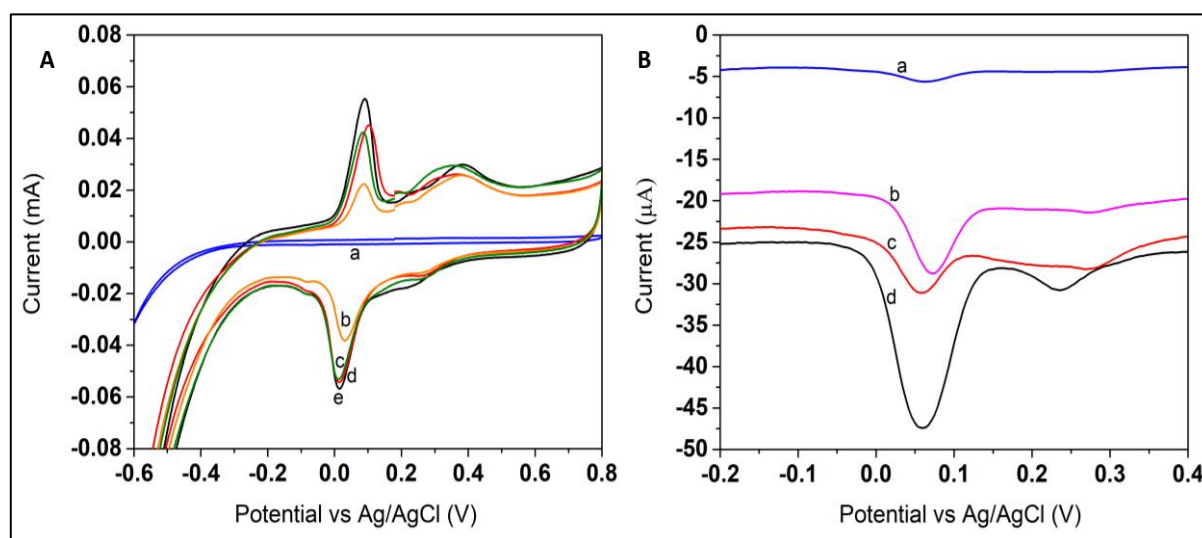 A
0.08
0.06
0.04
0.02
0.00
-0.02
-0.04
-0.06
-0.08
Current (mA)
a
b
c
d
e
-0.6 -0.4 -0.2 0.0 0.2 0.4 0.6 0.8
Potential vs Ag/AgCl (V)
B
0
-5
-10
-15
-20
-25
-30
-35
-40
-45
-50
Current (μA)
a
b
c
d
-0.2 -0.1 0.0 0.1 0.2 0.3 0.4
Potential vs Ag/AgCl (V)